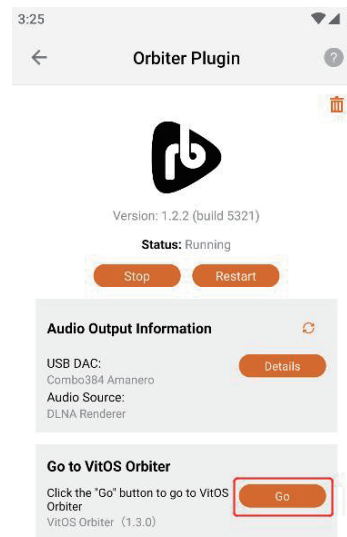 3:25
Orbiter Plugin
?
rb
Version: 1.2.2 (build 5321)
Status: Running
Stop Restart
Audio Output Information
USB DAC:
Details
Combo384 Amanero
Audio Source:
DLNA Renderer
Go to VitOS Orbiter
Click the "Go" button to go to VitOS
Orbiter
Go
VitOS Orbiter（1.3.0）